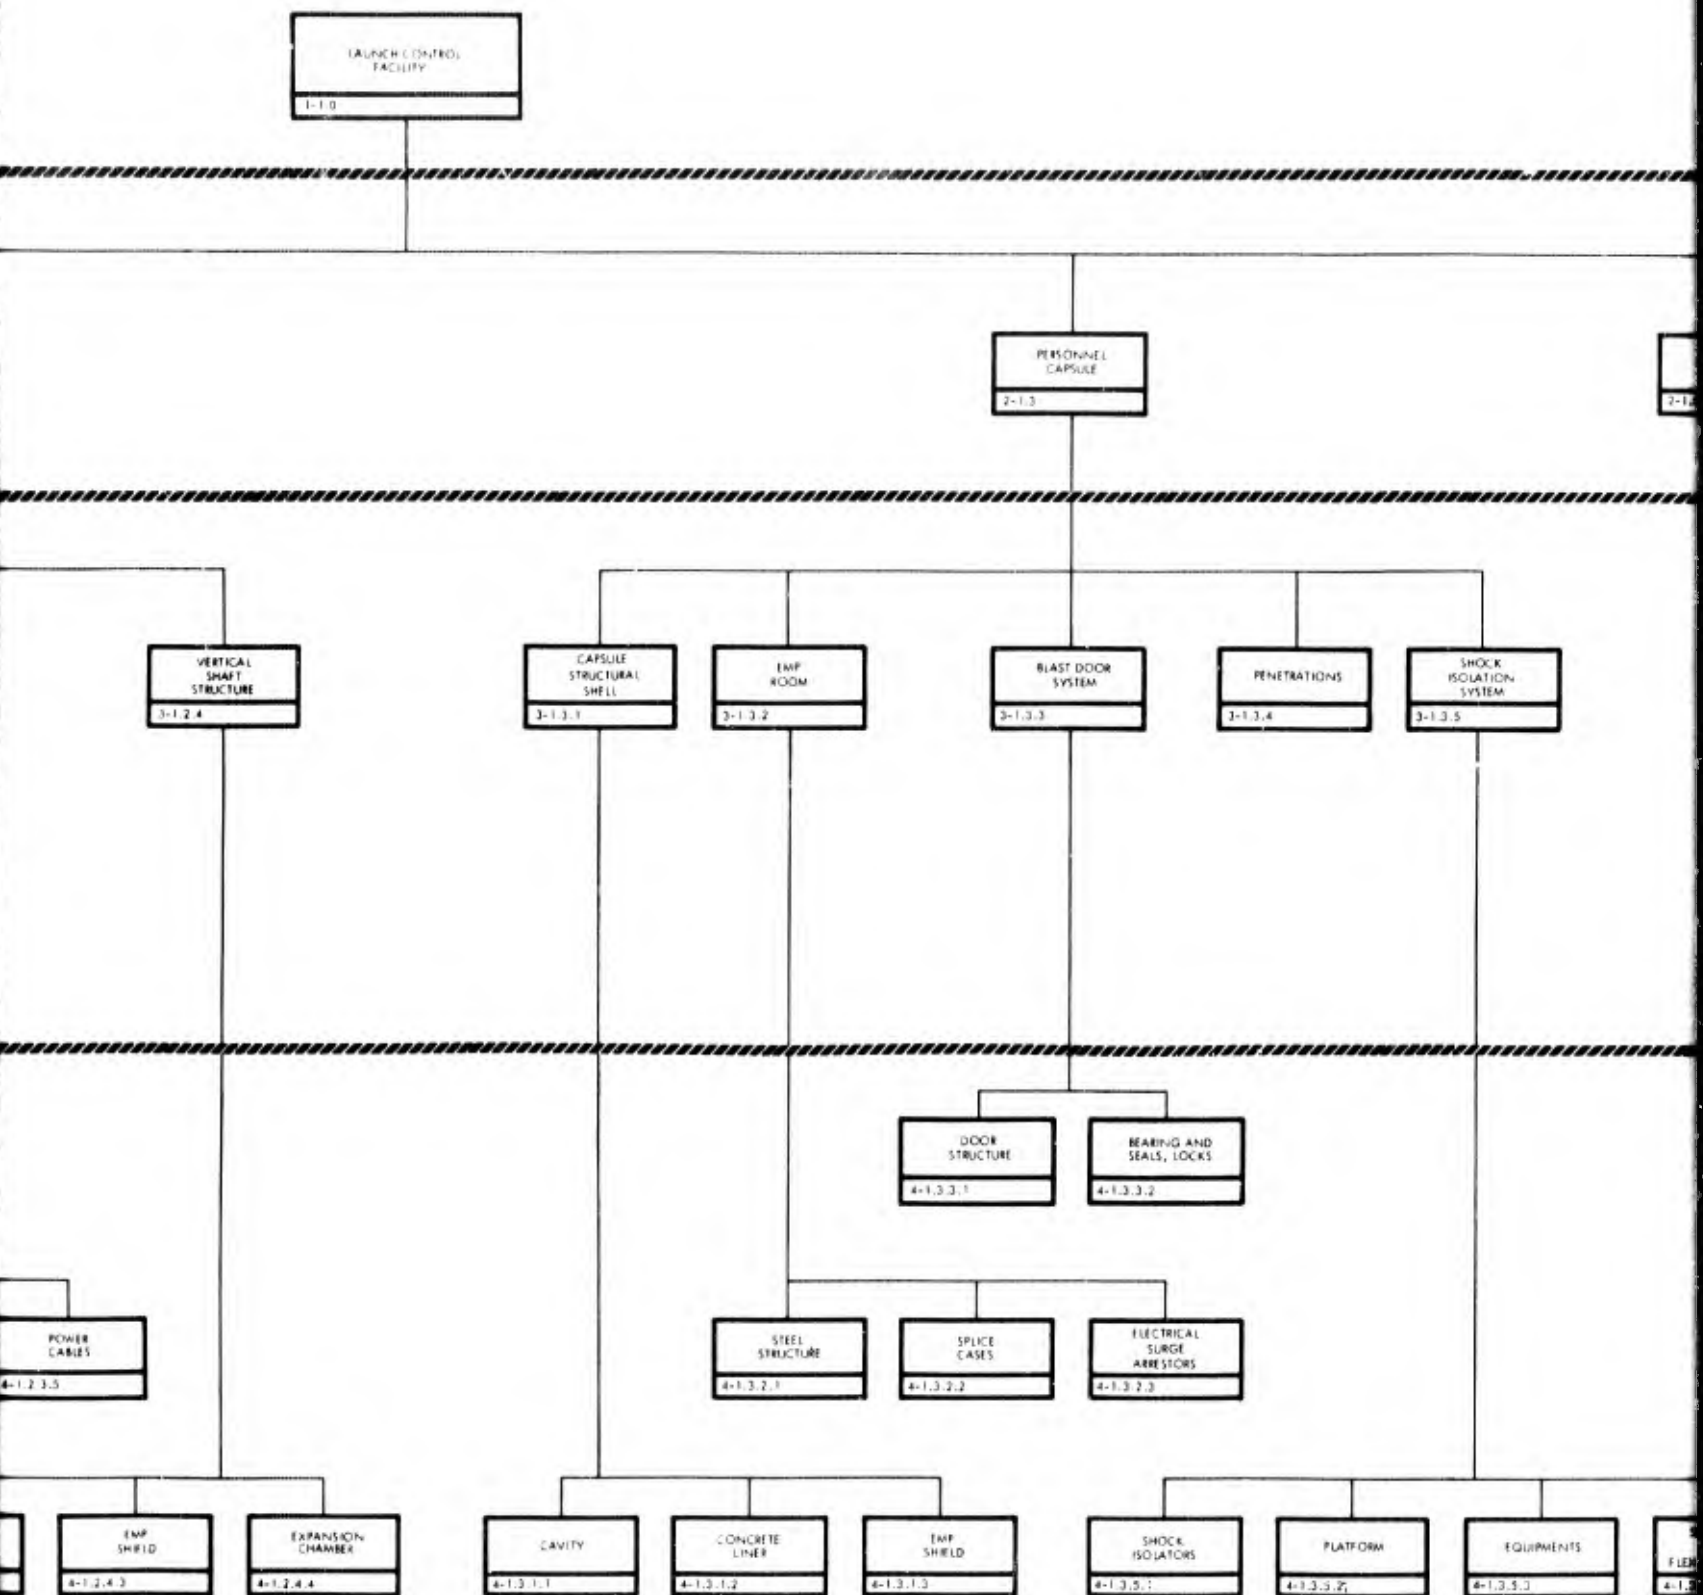 LAUNCH CONTROL
FACILITY
1-1.0
PERSONNEL
CAPSULE
2-1.3
VERTICAL
SHAFT
STRUCTURE
3-1.2.4
CAPSULE
STRUCTURAL
SHELL
3-1.3.1
EMP
ROOM
3-1.3.2
BLAST DOOR
SYSTEM
3-1.3.3
PENETRATIONS
3-1.3.4
SHOCK
ISOLATION
SYSTEM
3-1.3.5
DOOR
STRUCTURE
4-1.3.3.1
BEARING AND
SEALS, LOCKS
4-1.3.3.2
POWER
CABLES
4-1.2.3.5
STEEL
STRUCTURE
4-1.3.2.1
SPLICE
CASES
4-1.3.2.2
ELECTRICAL
SURGE
ARRESTORS
4-1.3.2.3
EMP
SHIELD
4-1.2.4.3
EXPANSION
CHAMBER
4-1.2.4.4
CAVITY
4-1.3.1.1
CONCRETE
LINER
4-1.3.1.2
EMP
SHIELD
4-1.3.1.3
SHOCK
ISOLATORS
PLATFORM
4-1.3.5.2
EQUIPMENTS
4-1.3.5.3